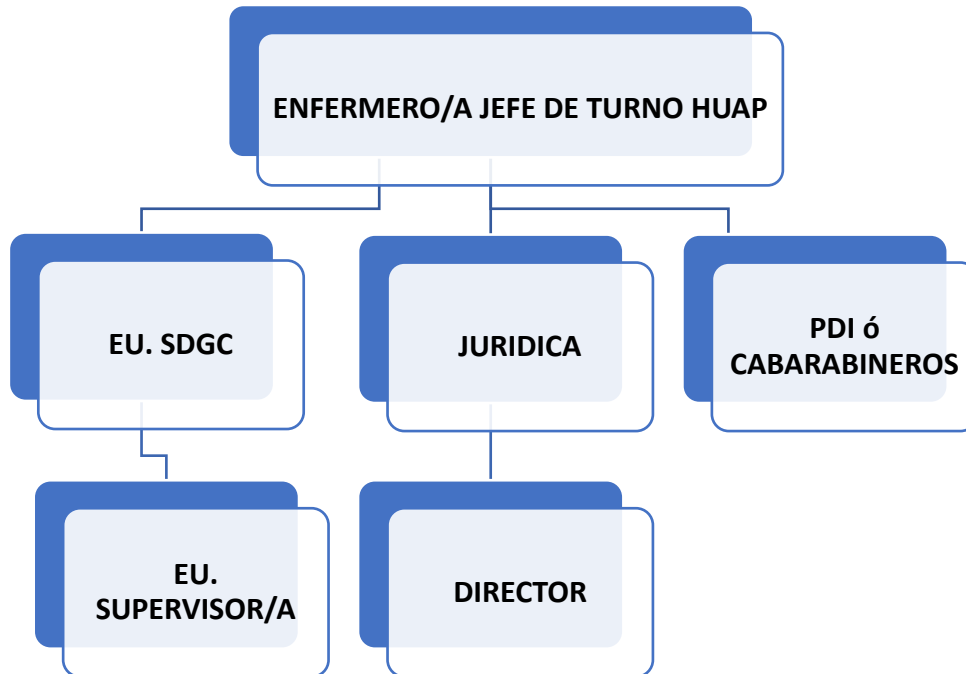 ENFERMERO/A JEFE DE TURNO HUAP
EU. SDGC
JURIDICA
PDI ó
CABARABINEROS
EU.
SUPERVISOR/A
DIRECTOR